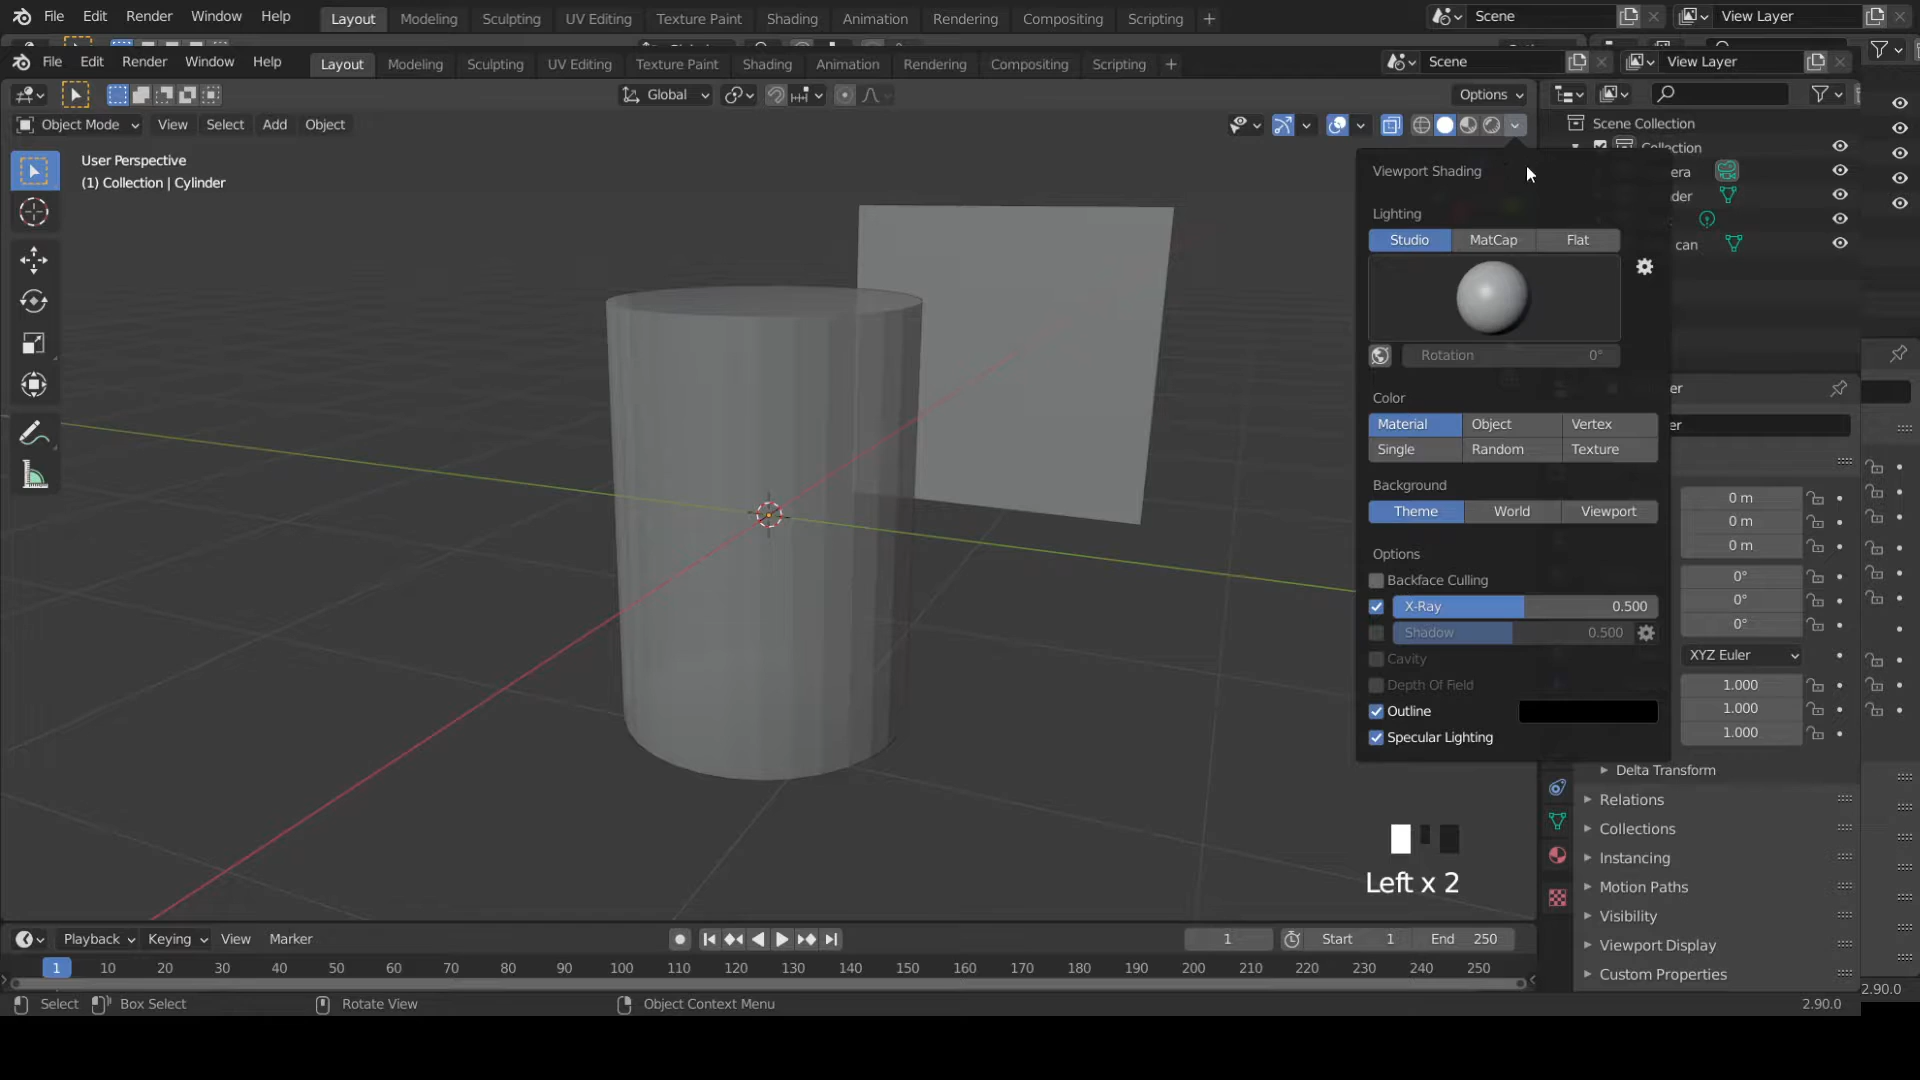 File Edit Render Window Help Layout Modeling Sculpting UV Editing Texture Paint Shading Animation Rendering Compositing Scripting + Scene View Layer
File Edit Render Window Help Layout Modeling Sculpting UV Editing Texture Paint Shading Animation Rendering Compositing Scripting + Scene View Layer
Global Options
Object Mode View Select Add Object Scene Collection
User Perspective
(1) Collection | Cylinder
Collection
era
der
can
Viewport Shading
Lighting
Studio MatCap Flat
Rotation 0°
Color
er
Material Object Vertex
er
Single Random Texture
Background
Theme World Viewport
0 m
0 m
0 m
Options
Backface Culling
0°
X-Ray 0.500
0°
Shadow 0.500
0°
Cavity
XYZ Euler
Depth Of Field
1.000
Outline
1.000
Specular Lighting
1.000
Delta Transform
Relations
Collections
Instancing
Motion Paths
Visibility
Viewport Display
Custom Properties
Left x 2
Playback Keying View Marker 1 Start 1 End 250
1 10 20 30 40 50 60 70 80 90 100 110 120 130 140 150 160 170 180 190 200 210 220 230 240 250
Select Box Select Rotate View Object Context Menu 2.90.0
2.90.0